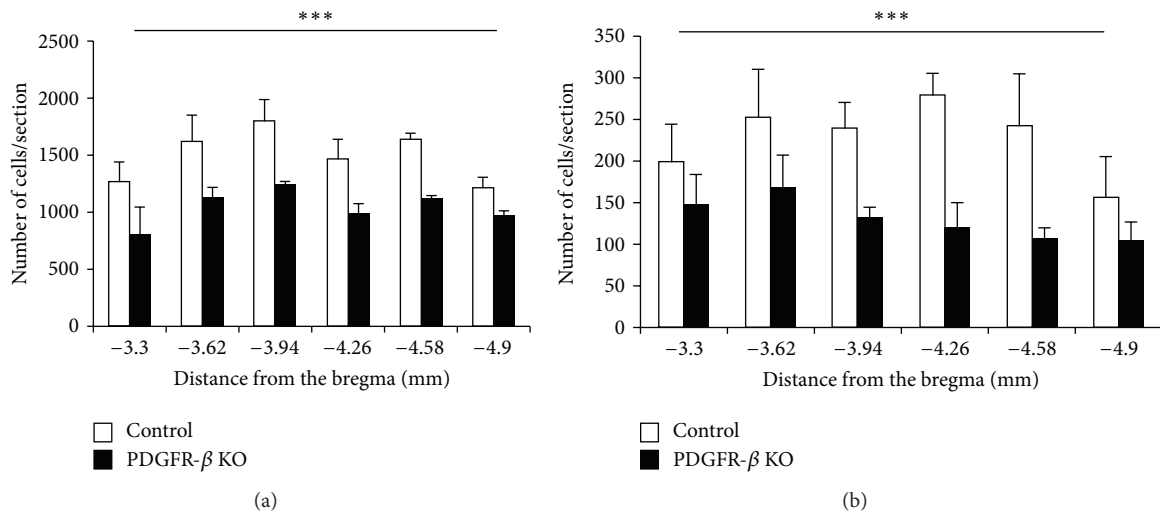 ***
2500
2000
1500
1000
500
0
Number of cells/section
−3.3 −3.62 −3.94 −4.26 −4.58 −4.9
Distance from the bregma (mm)
Control
PDGFR-β KO
(a)
***
350
300
250
200
150
100
50
0
Number of cells/section
−3.3 −3.62 −3.94 −4.26 −4.58 −4.9
Distance from the bregma (mm)
Control
PDGFR-β KO
(b)